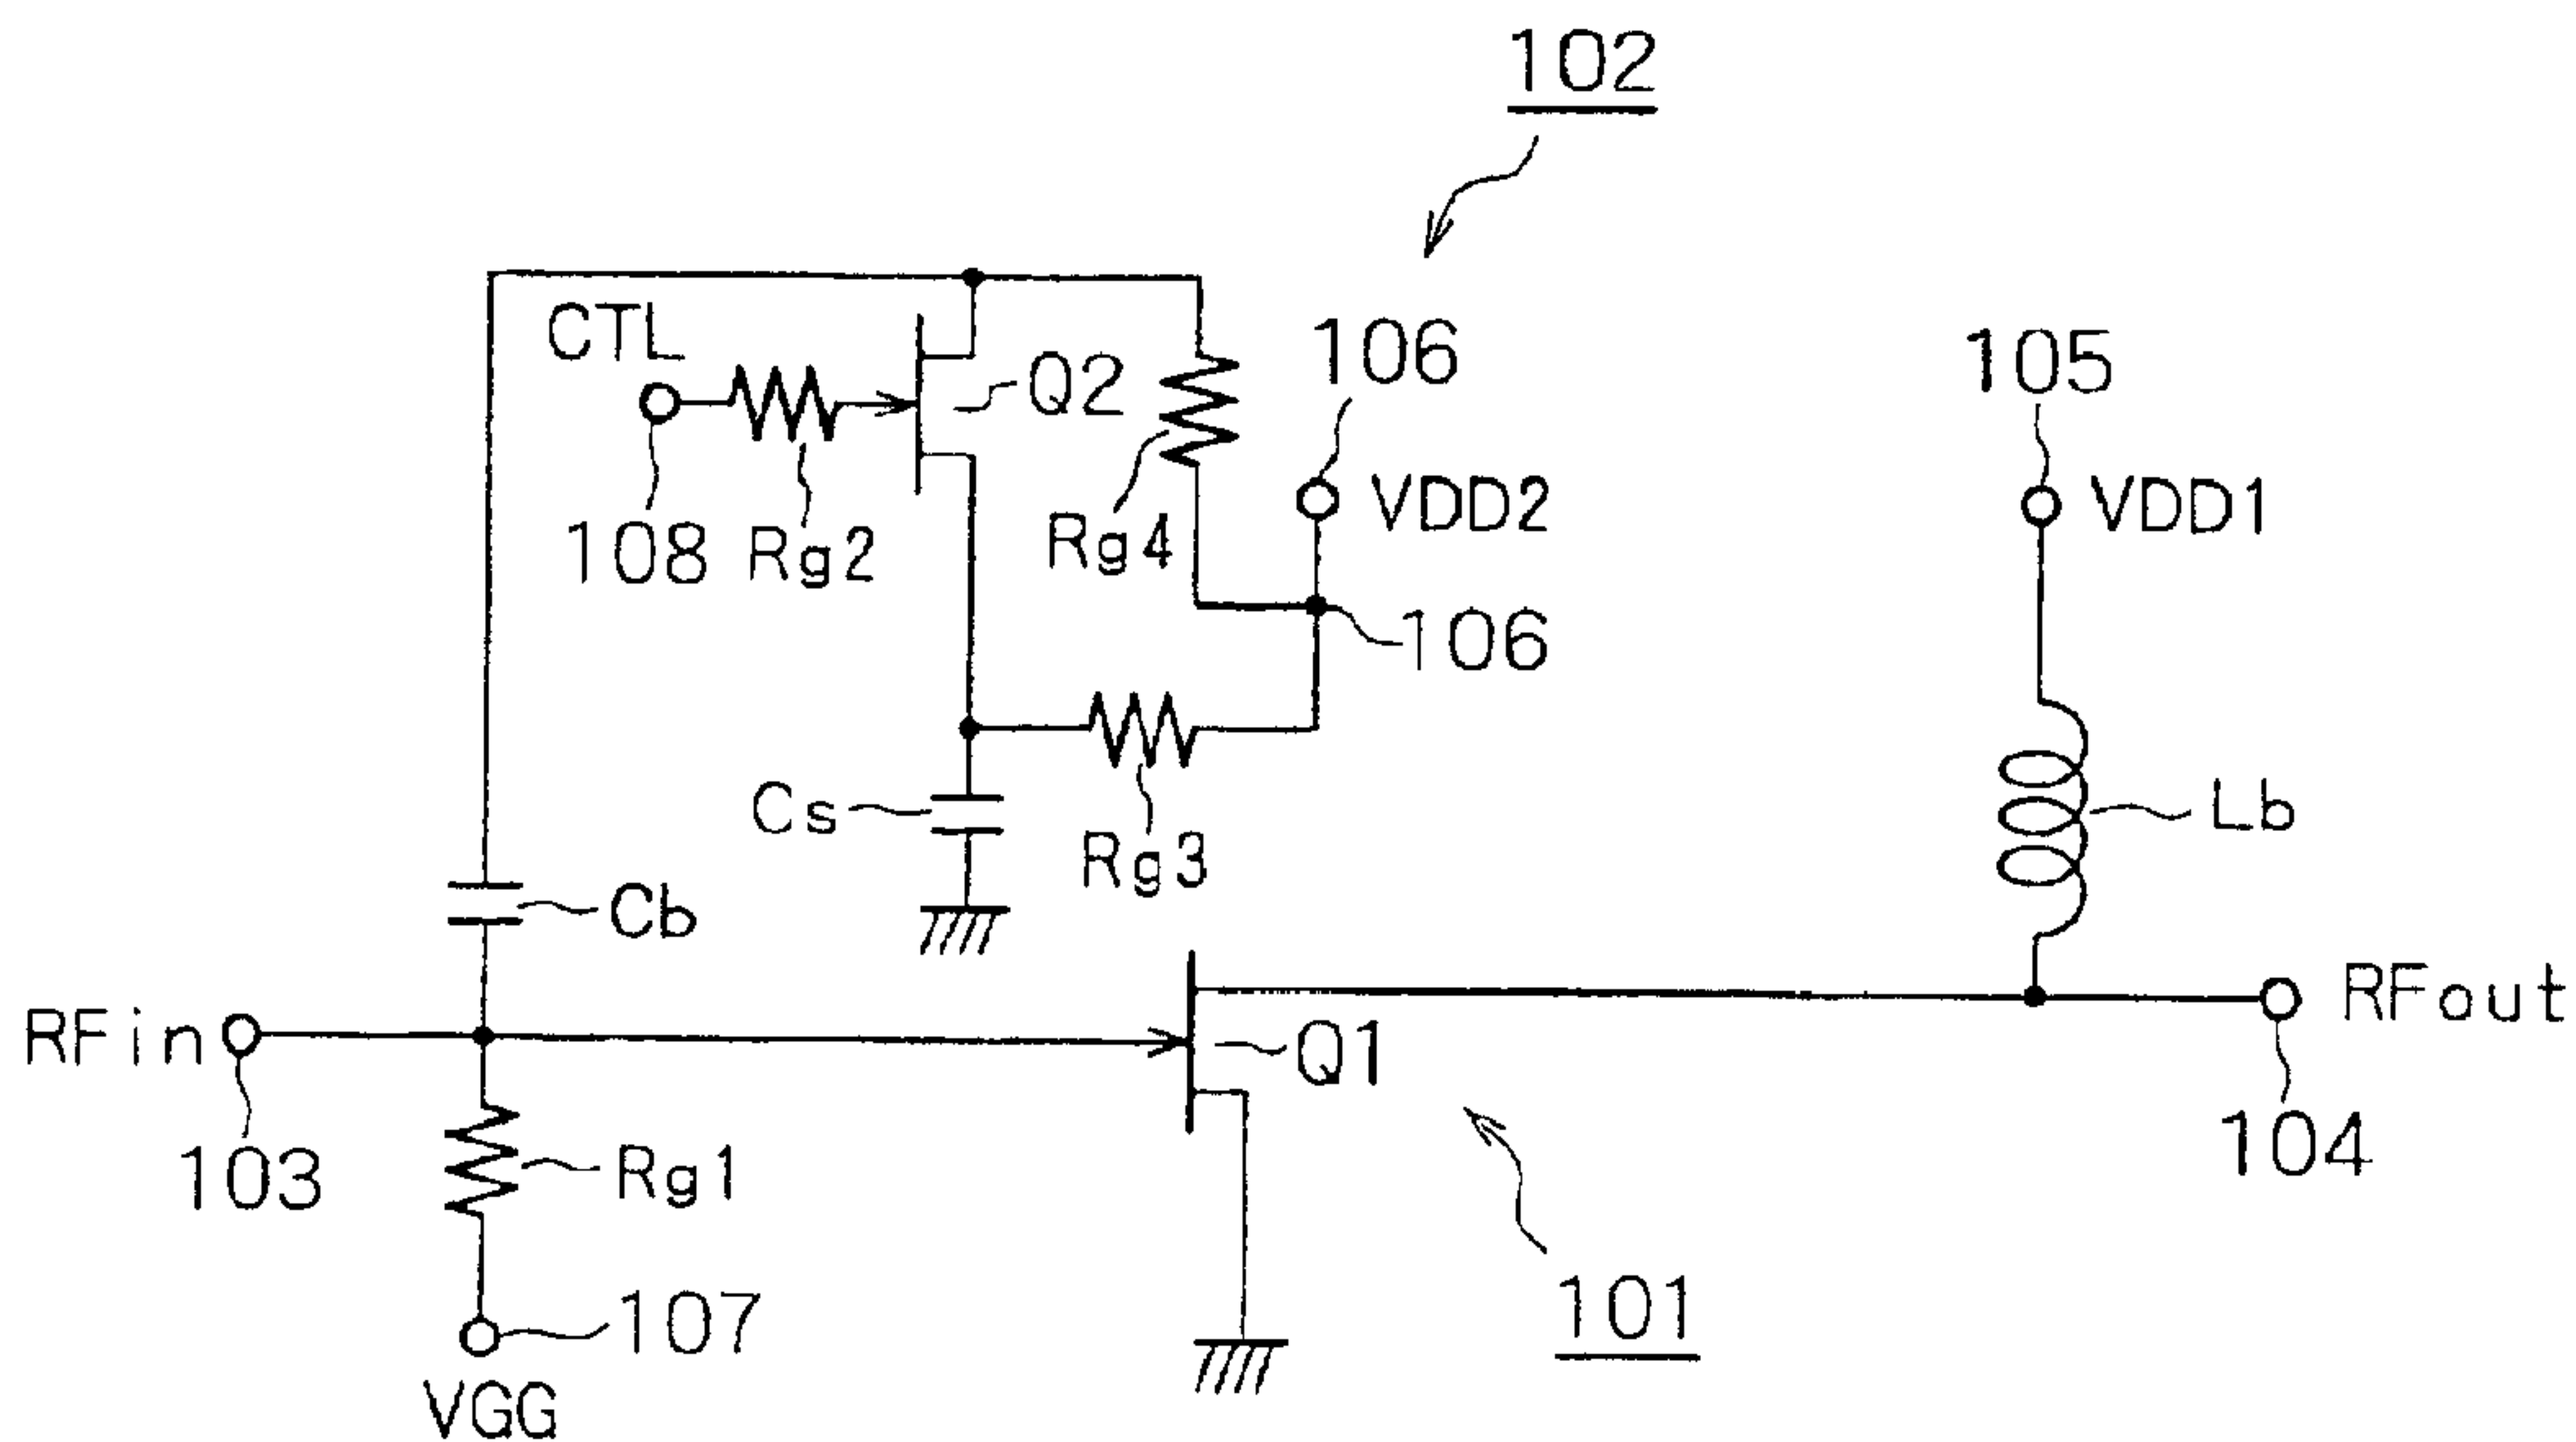 102
CTL
Q2
106
105
108
Rg2
Rg4
VDD2
VDD1
106
Cs
Rg3
Lb
Cb
RFin
Q1
RFout
103
Rg1
104
107
101
VGG